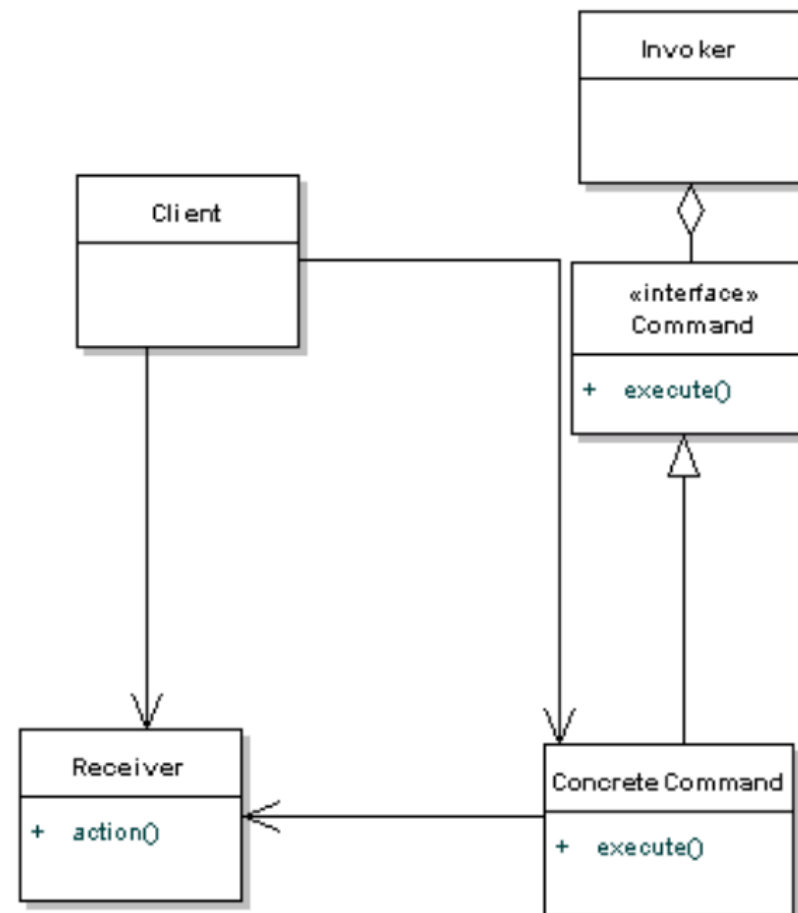 Invoker
Client
«interface»
Command
+ execute()
Receiver
+ action()
Concrete Command
+ execute()